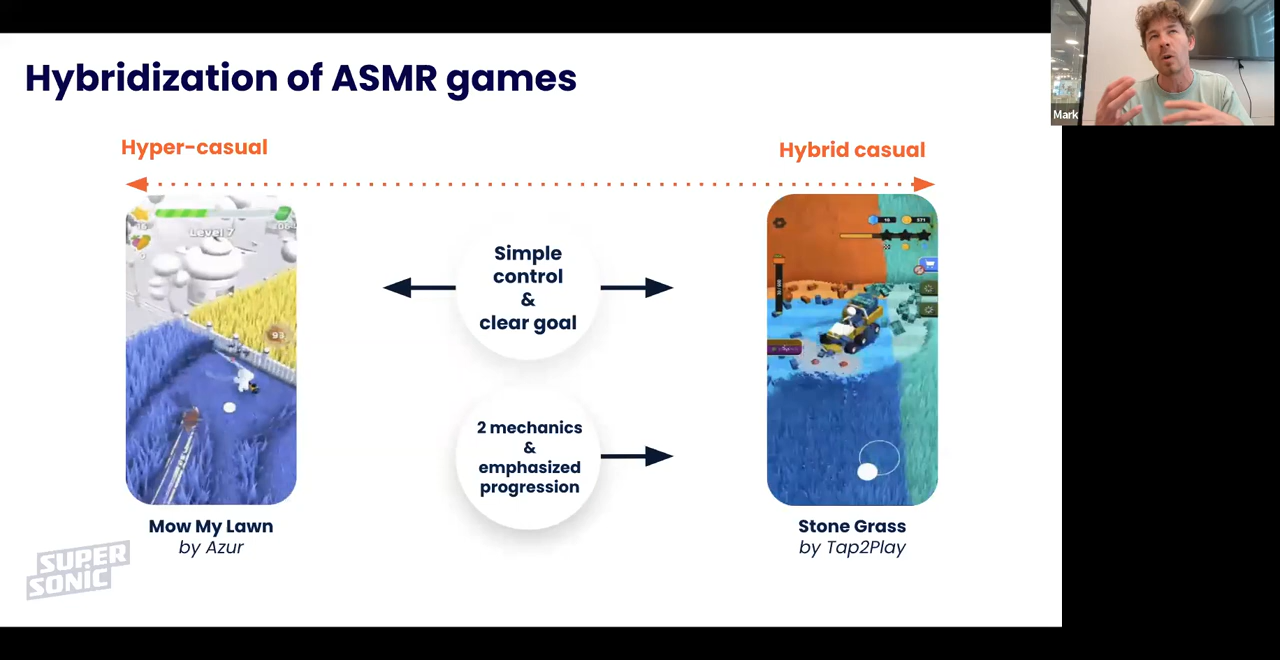 Hybridization of ASMR games
Mark
Hyper-casual
Hybrid casual
Level 7
93
Simple
control
&
clear goal
2 mechanics
&
emphasized
progression
Mow My Lawn
by Azur
Stone Grass
by Tap2Play
SUPER
SONIC